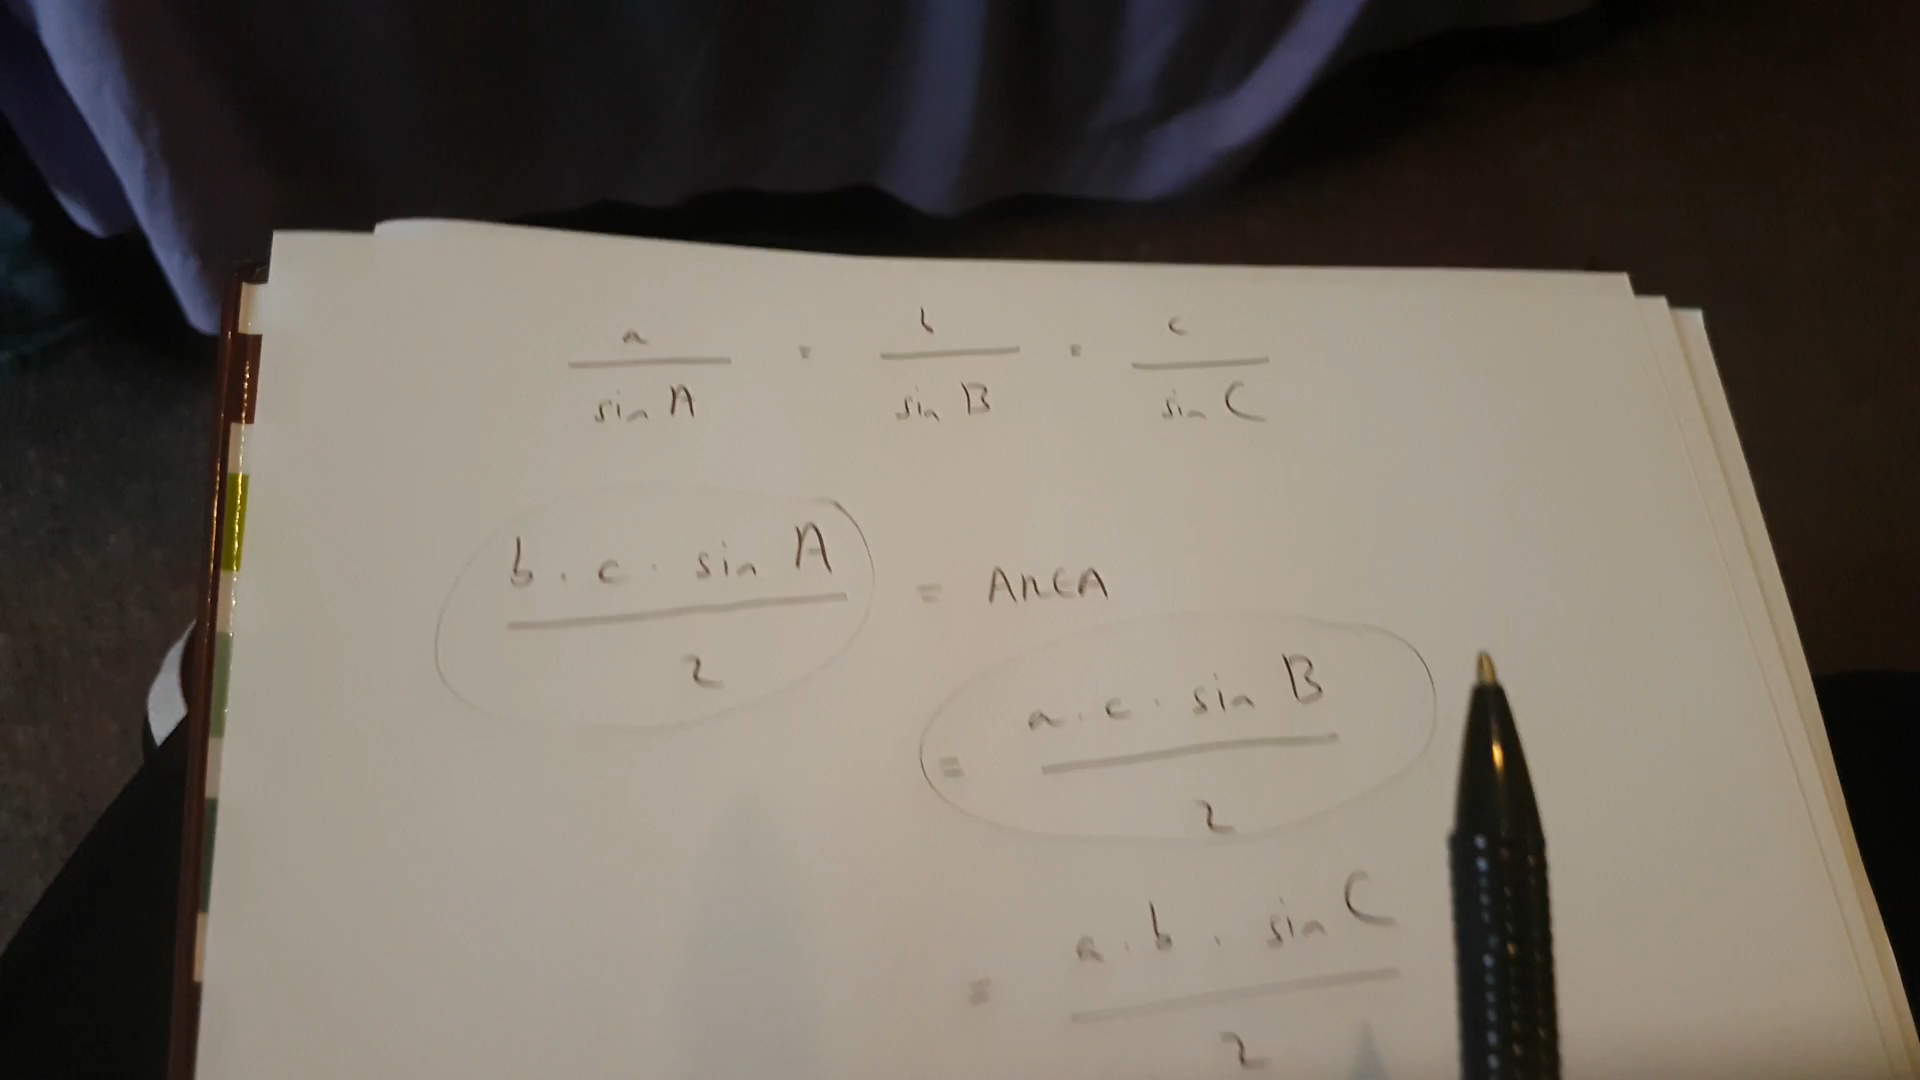 a / sin A = b / sin B = c / sin C
b · c · sin A / 2 = AREA
= a · c · sin B / 2
= a · b · sin C / 2